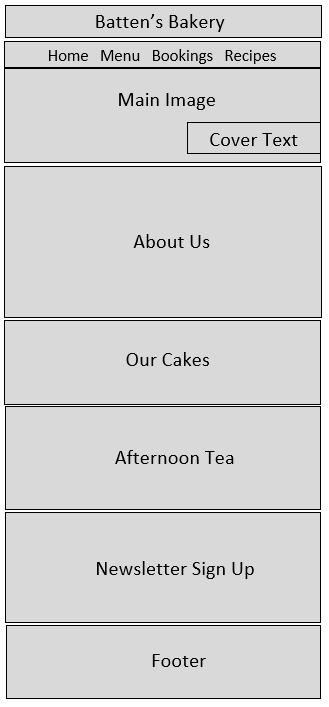 Batten’s Bakery
Home Menu Bookings Recipes
Main Image
Cover Text
About Us
Our Cakes
Afternoon Tea
Newsletter Sign Up
Footer